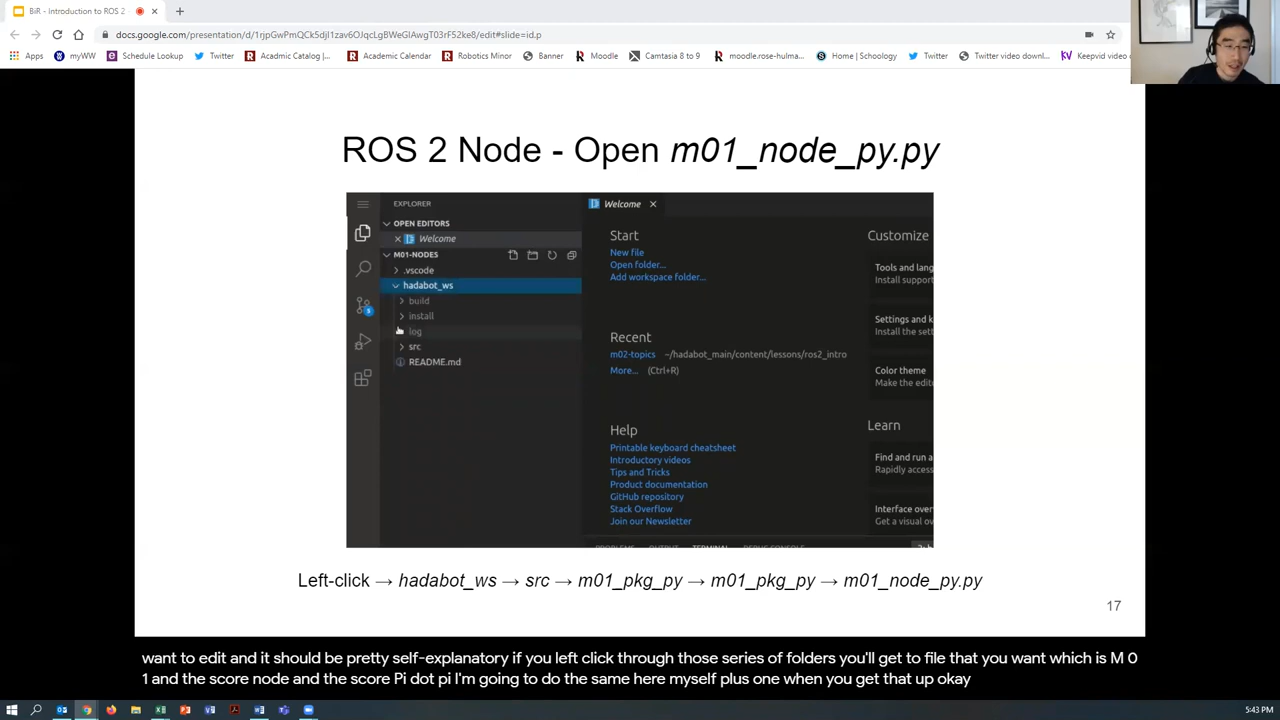 BiR - Introduction to ROS 2
docs.google.com/presentation/d/1rjpGwPmQCk5djl1zav6OJqcLgBWeGlAwgT03rF52ke8/edit#slide=id.p
Apps myWW Schedule Lookup Twitter Acadmic Catalog |... Academic Calendar Robotics Minor Banner Moodle Camtasia 8 to 9 moodle.rose-hulma... Home | Schoology Twitter Twitter video downl... Keepvid video d
ROS 2 Node - Open m01_node_py.py
EXPLORER
OPEN EDITORS
Welcome
M01-NODES
.vscode
hadabot_ws
build
install
log
src
README.md
Welcome
Start
New file
Open folder...
Add workspace folder...
Recent
m02-topics ~/hadabot_main/content/lessons/ros2_intro
More... (Ctrl+R)
Help
Printable keyboard cheatsheet
Introductory videos
Tips and Tricks
Product documentation
GitHub repository
Stack Overflow
Join our Newsletter
Customize
Tools and lang
Install support
Settings and k
Install the sett
Color theme
Make the edito
Learn
Find and run a
Rapidly access
Interface over
Get a visual ov
PROBLEMS OUTPUT TERMINAL DEBUG CONSOLE
Left-click → hadabot_ws → src → m01_pkg_py → m01_pkg_py → m01_node_py.py
17
want to edit and it should be pretty self-explanatory if you left click through those series of folders you'll get to file that you want which is M 0
1 and the score node and the score Pi dot pi I'm going to do the same here myself plus one when you get that up okay
5:43 PM